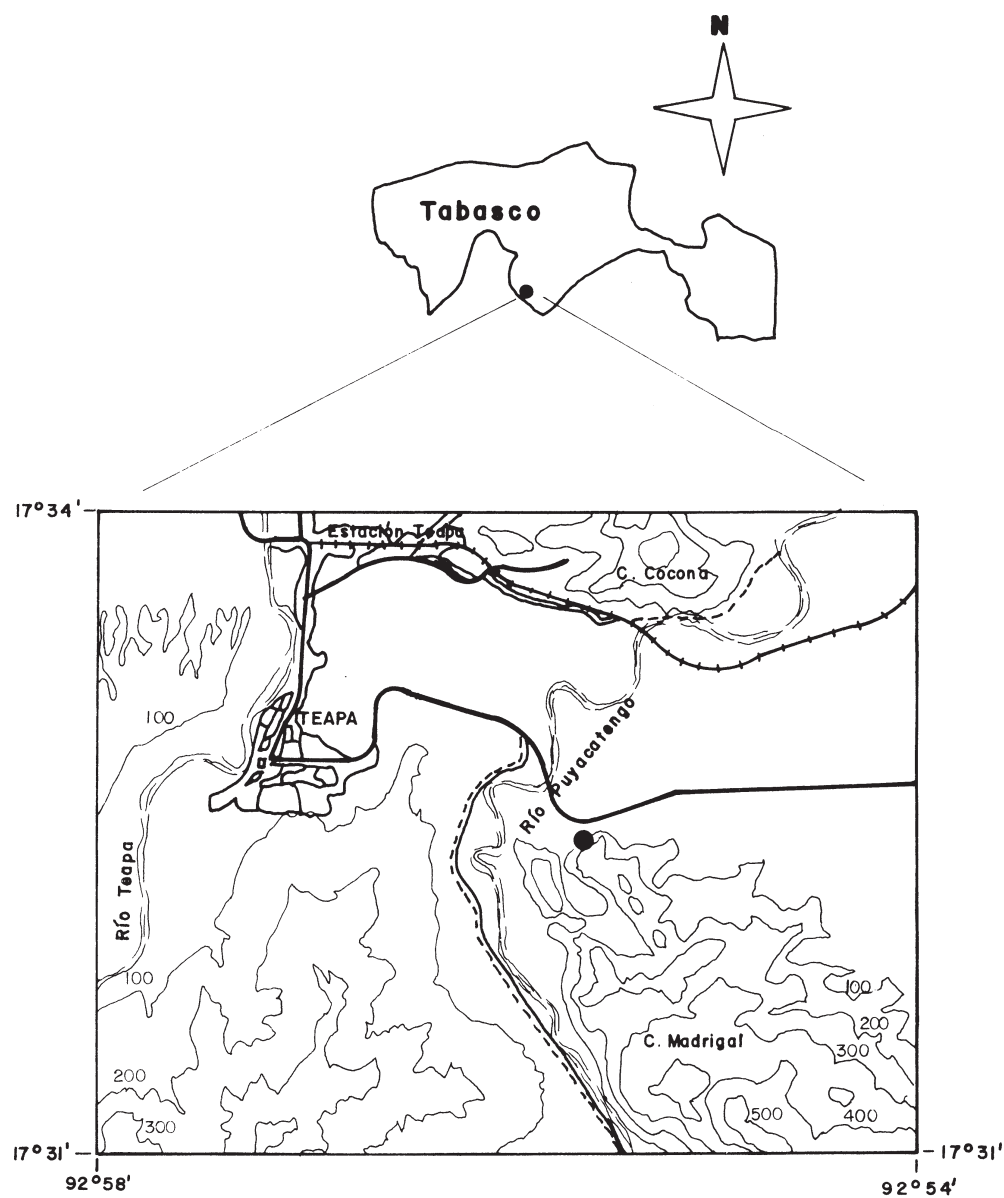 N
Tabasco
17°34'
Estación Teapa
C. Cocona
100
TEAPA
Río Puyacatengo
Río Teapa
100
100
200
C. Madrigal
300
200
500
400
300
17°31'
17°31'
92°58'
92°54'